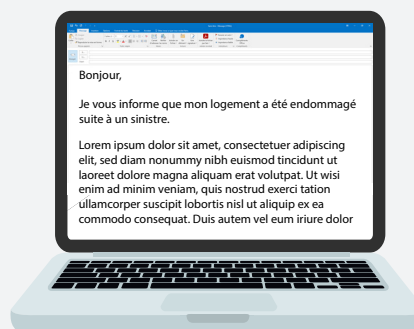 Bonjour,
Je vous informe que mon logement a été endommagé
suite à un sinistre.
Lorem ipsum dolor sit amet, consectetuer adipiscing
elit, sed diam nonummy nibh euismod tincidunt ut
laoreet dolore magna aliquam erat volutpat. Ut wisi
enim ad minim veniam, quis nostrud exerci tation
ullamcorper suscipit lobortis nisl ut aliquip ex ea
commodo consequat. Duis autem vel eum iriure dolor